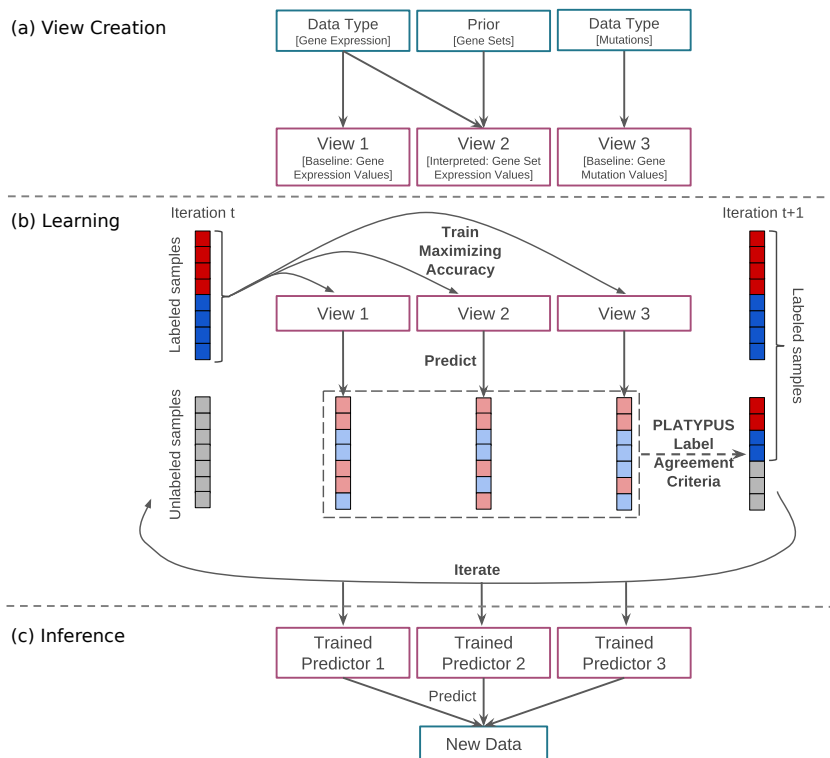 (a) View Creation
Data Type
[Gene Expression]
Prior
[Gene Sets]
Data Type
[Mutations]
View 1
[Baseline: Gene
Expression Values]
View 2
[Interpreted: Gene Set
Expression Values]
View 3
[Baseline: Gene
Mutation Values]
(b) Learning
Iteration t
Iteration t+1
Labeled samples
Train
Maximizing
Accuracy
Labeled samples
View 1
View 2
View 3
Predict
Unlabeled samples
PLATYPUS
Label
Agreement
Criteria
Iterate
(c) Inference
Trained
Predictor 1
Trained
Predictor 2
Trained
Predictor 3
Predict
New Data